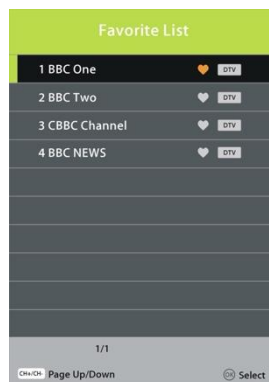 Favorite List
1 BBC One DTV
2 BBC Two DTV
3 CBBC Channel DTV
4 BBC NEWS DTV
1/1
CH+/CH- Page Up/Down OK Select